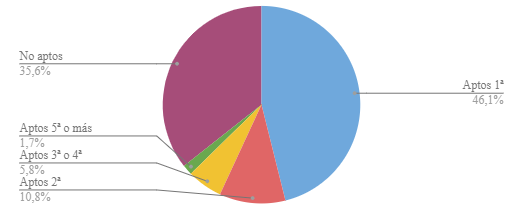 No aptos
35,6%
Aptos 1ª
46,1%
Aptos 5ª o más
1,7%
Aptos 3ª o 4ª
5,8%
Aptos 2ª
10,8%